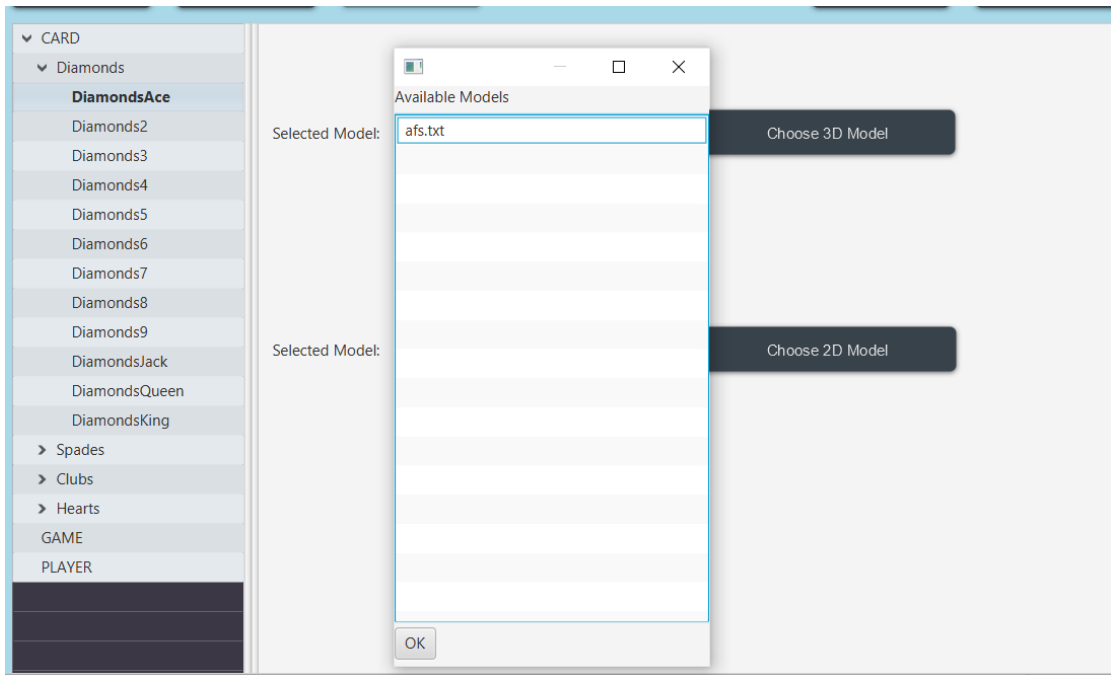 CARD
Diamonds
DiamondsAce
Diamonds2
Diamonds3
Diamonds4
Diamonds5
Diamonds6
Diamonds7
Diamonds8
Diamonds9
DiamondsJack
DiamondsQueen
DiamondsKing
Spades
Clubs
Hearts
GAME
PLAYER
Selected Model:
Choose 3D Model
Selected Model:
Choose 2D Model
Available Models
afs.txt
OK